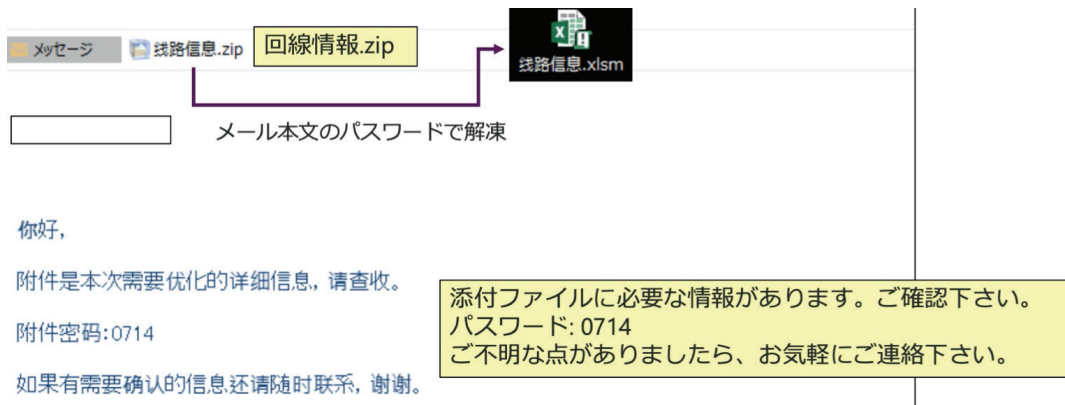 メッセージ
线路信息.zip
回線情報.zip
线路信息.xlsm
メール本文のパスワードで解凍
你好,
附件是本次需要优化的详细信息, 请查收。
附件密码:0714
如果有需要确认的信息还请随时联系, 谢谢。
添付ファイルに必要な情報があります。ご確認下さい。
パスワード: 0714
ご不明な点がありましたら、お気軽にご連絡下さい。